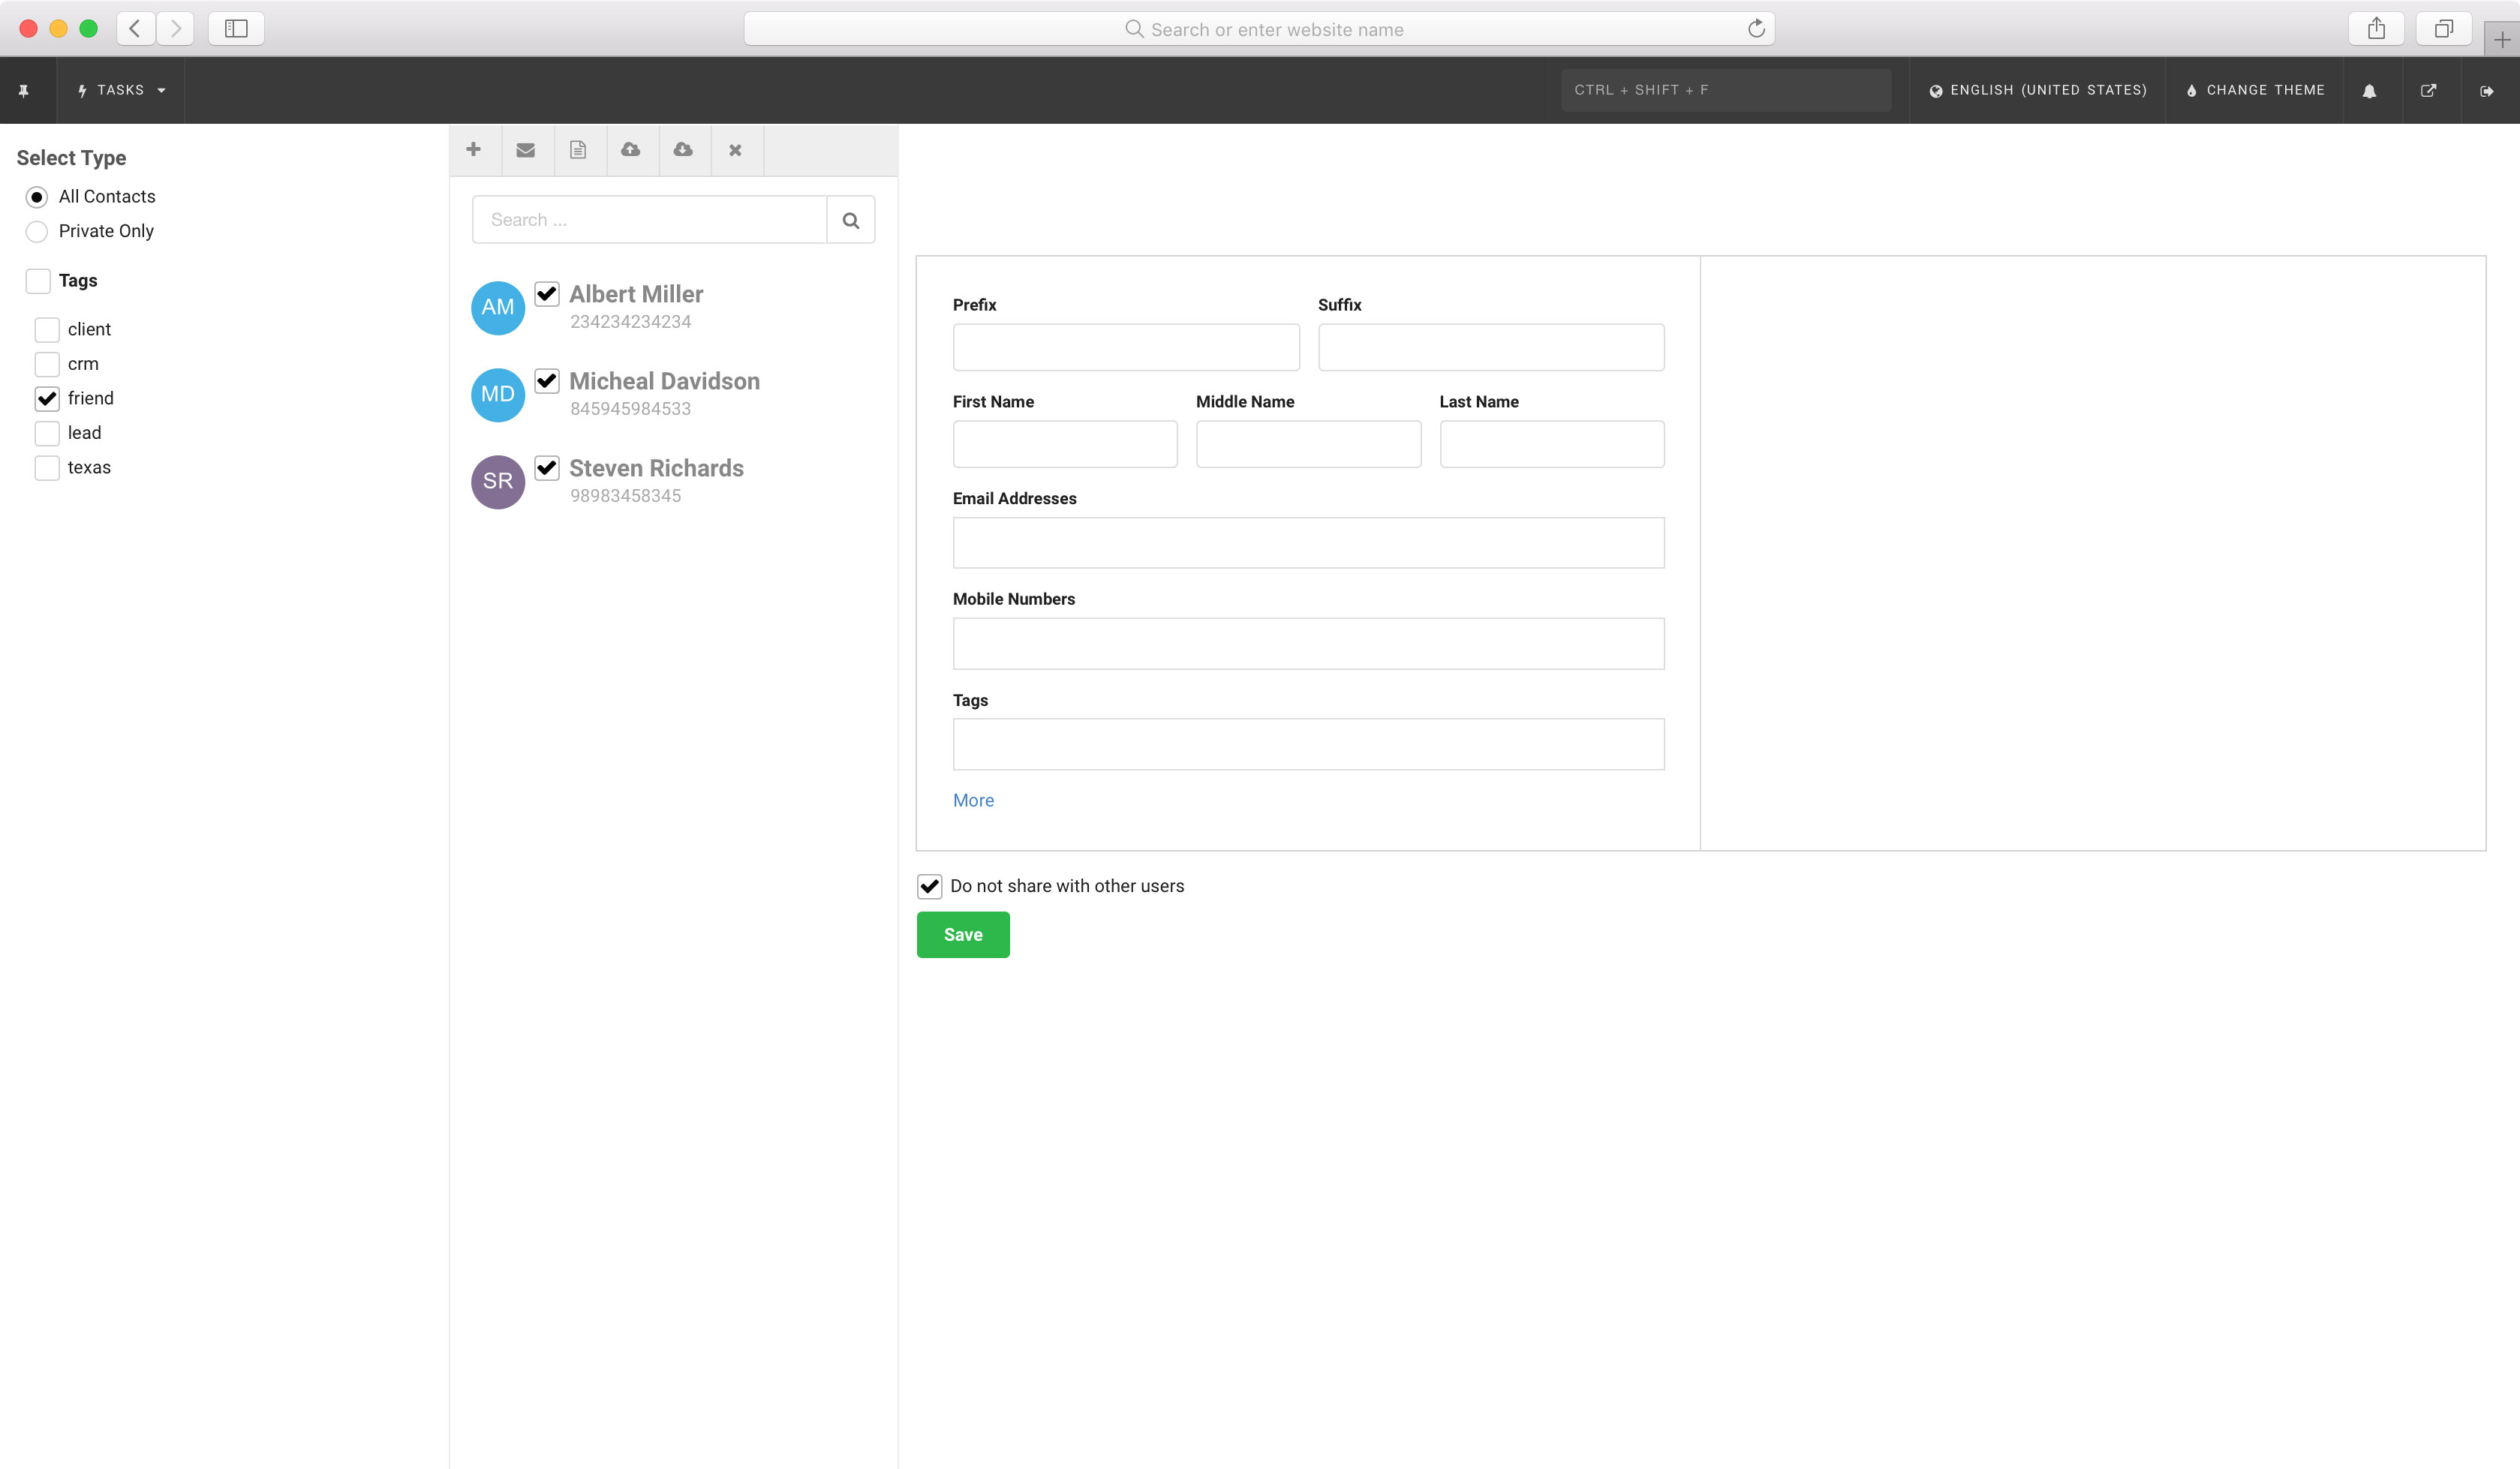 Search or enter website name
TASKS
CTRL + SHIFT + F
ENGLISH (UNITED STATES)
CHANGE THEME
Select Type
All Contacts
Private Only
Tags
client
crm
friend
lead
texas
Search ...
AM
Albert Miller
234234234234
MD
Micheal Davidson
845945984533
SR
Steven Richards
98983458345
Prefix
Suffix
First Name
Middle Name
Last Name
Email Addresses
Mobile Numbers
Tags
More
Do not share with other users
Save